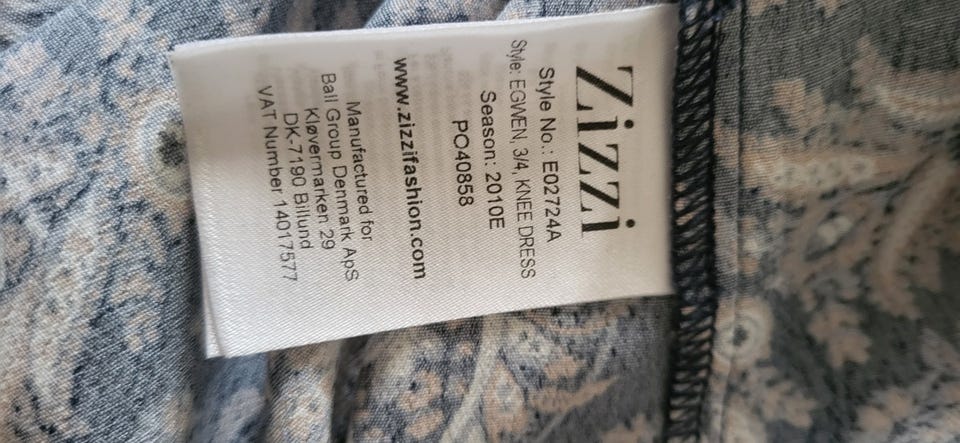 Zizzi
Style No.: E02724A
Style: EGWEN, 3/4, KNEE DRESS
Season: 2010E
PO40858
www.zizzifashion.com
Manufactured for
Ball Group Denmark ApS
Kløvermarken 29
DK-7190 Billund
VAT Number 14017577